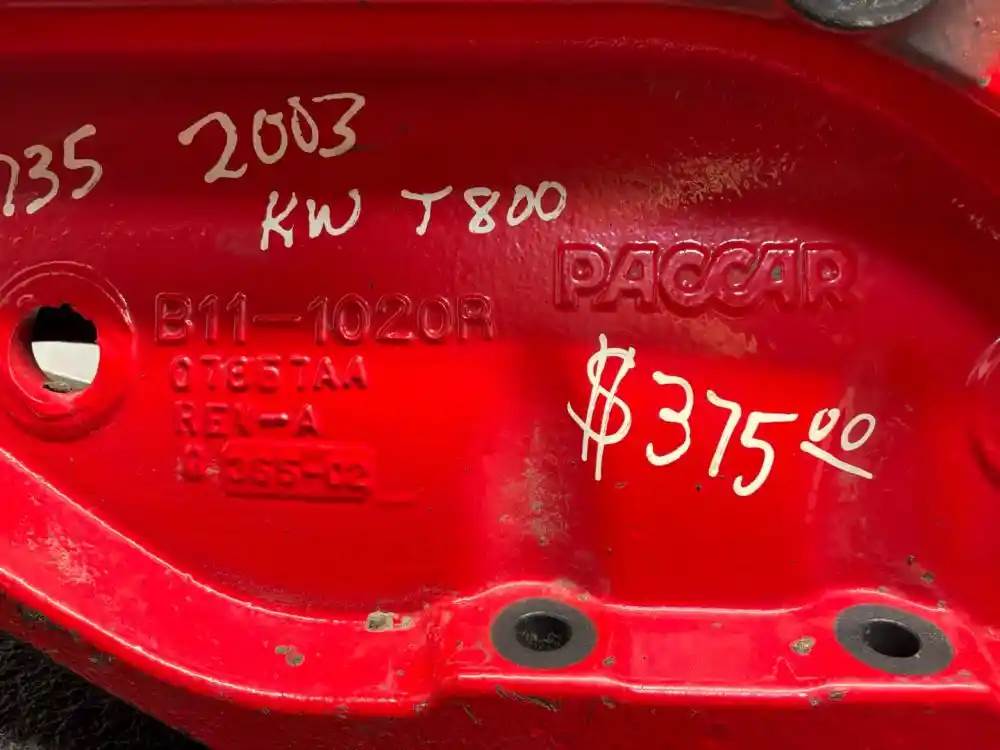 735 2003
KW T800
PACCAR
B11-1020R
0785TAA
REV-A
$375.00